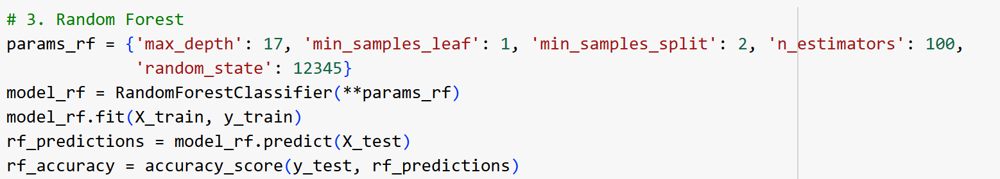 # 3. Random Forest
params_rf = {'max_depth': 17, 'min_samples_leaf': 1, 'min_samples_split': 2, 'n_estimators': 100,
'random_state': 12345}
model_rf = RandomForestClassifier(**params_rf)
model_rf.fit(X_train, y_train)
rf_predictions = model_rf.predict(X_test)
rf_accuracy = accuracy_score(y_test, rf_predictions)